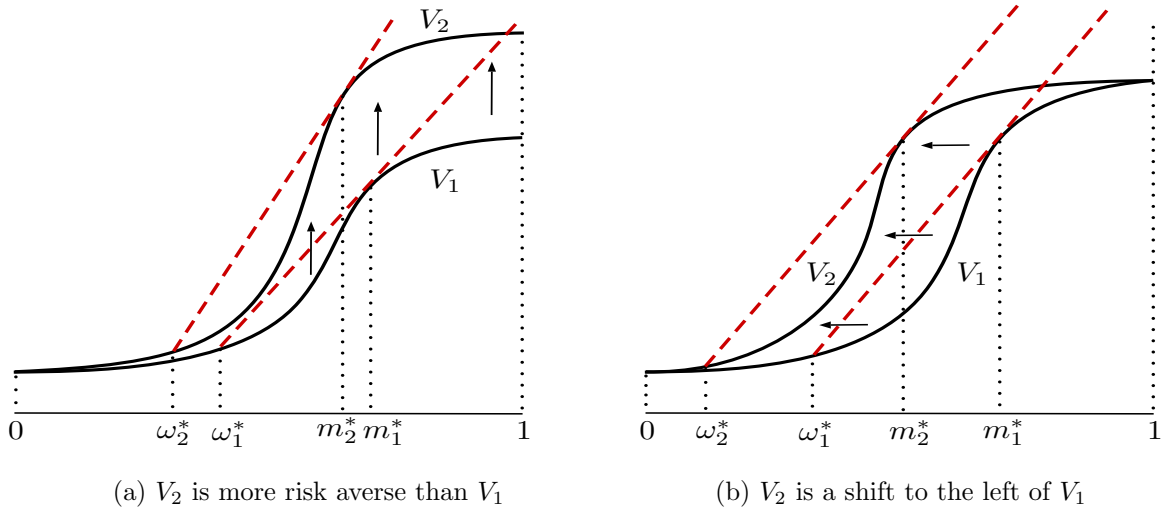 V₂
V₁
0 ω₂* ω₁* m₂* m₁* 1
(a) V₂ is more risk averse than V₁
V₂ V₁
0 ω₂* ω₁* m₂* m₁* 1
(b) V₂ is a shift to the left of V₁